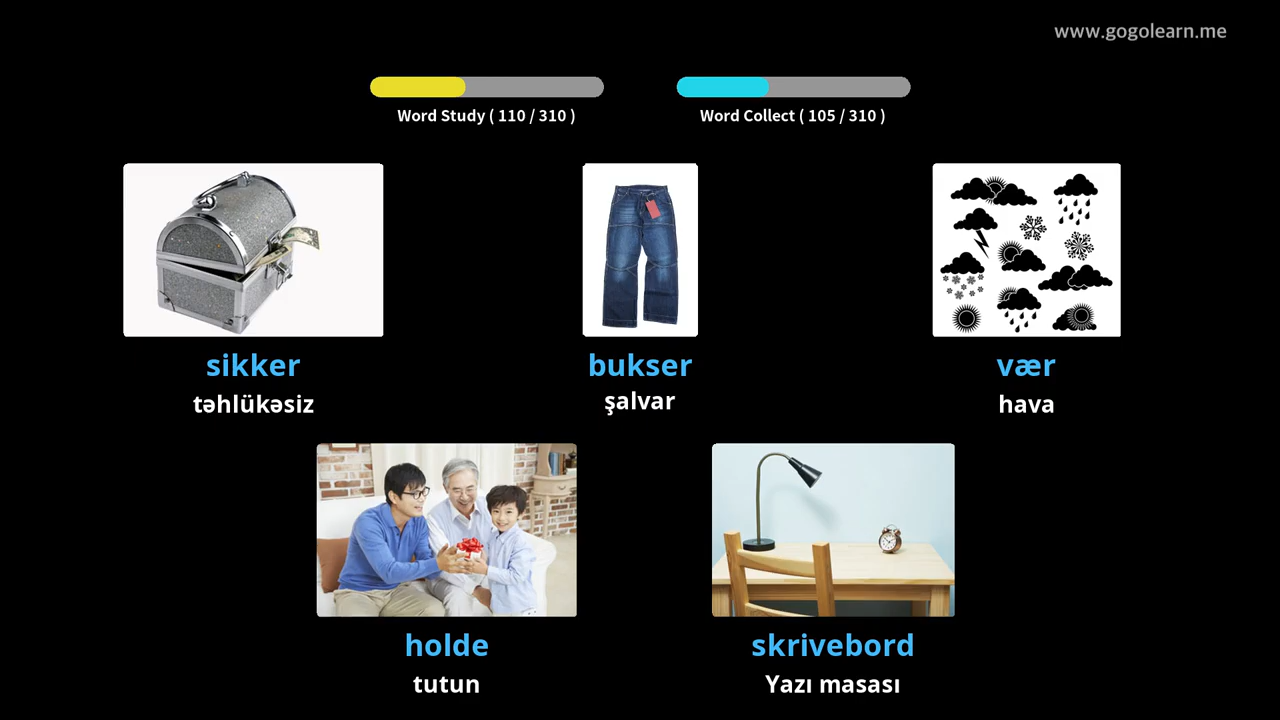 www.gogolearn.me
Word Study ( 110 / 310 )
Word Collect ( 105 / 310 )
sikker
təhlükəsiz
bukser
şalvar
vær
hava
holde
tutun
skrivebord
Yazı masası